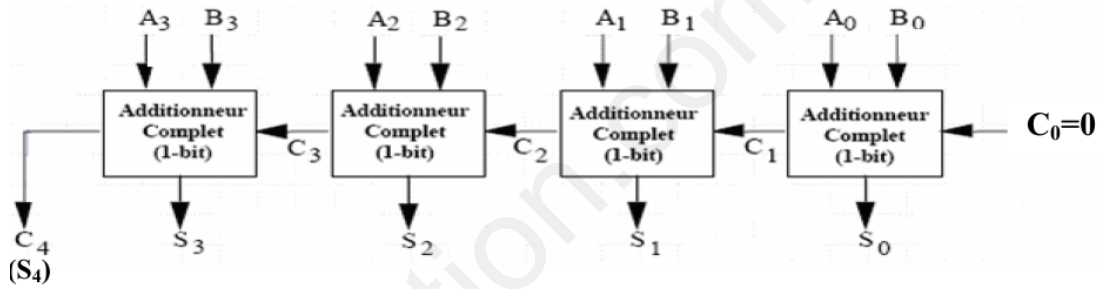 A3 B3 A2 B2 A1 B1 A0 B0
Additionneur Complet (1-bit)
Additionneur Complet (1-bit)
Additionneur Complet (1-bit)
Additionneur Complet (1-bit)
C0=0
C3 C2 C1
C4 S3 S2 S1 S0
(S4)